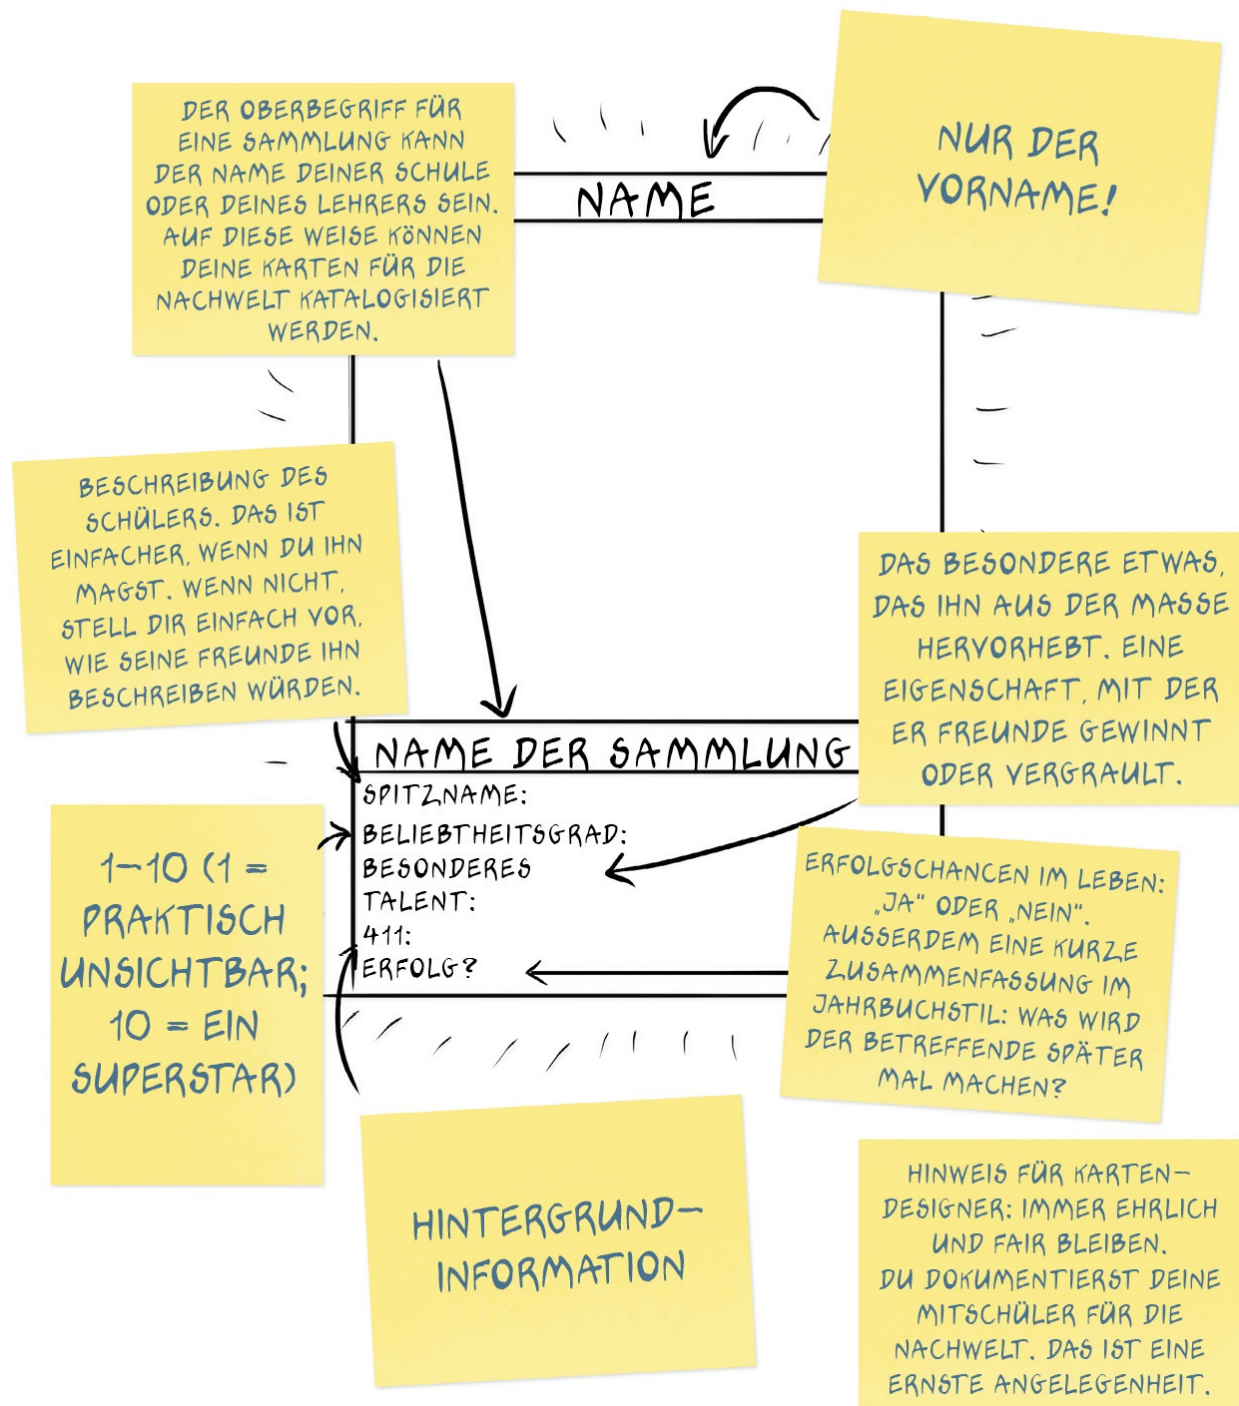 DER OBERBEGRIFF FÜR
EINE SAMMLUNG KANN
DER NAME DEINER SCHULE
ODER DEINES LEHRERS SEIN.
AUF DIESE WEISE KÖNNEN
DEINE KARTEN FÜR DIE
NACHWELT KATALOGISIERT
WERDEN.
NAME
NUR DER
VORNAME!
BESCHREIBUNG DES
SCHÜLERS. DAS IST
EINFACHER, WENN DU IHN
MAGST. WENN NICHT,
STELL DIR EINFACH VOR,
WIE SEINE FREUNDE IHN
BESCHREIBEN WÜRDEN.
DAS BESONDERE ETWAS,
DAS IHN AUS DER MASSE
HERVORHEBT. EINE
EIGENSCHAFT, MIT DER
ER FREUNDE GEWINNT
ODER VERGRAULT.
NAME DER SAMMLUNG
SPITZNAME:
BELIEBTHEITSGRAD:
BESONDERES
TALENT:
411:
ERFOLG?
1–10 (1 =
PRAKTISCH
UNSICHTBAR;
10 = EIN
SUPERSTAR)
ERFOLGSCHANCEN IM LEBEN:
„JA“ ODER „NEIN“.
AUSSERDEM EINE KURZE
ZUSAMMENFASSUNG IM
JAHRBUCHSTIL: WAS WIRD
DER BETREFFENDE SPÄTER
MAL MACHEN?
HINTERGRUND–
INFORMATION
HINWEIS FÜR KARTEN–
DESIGNER: IMMER EHRLICH
UND FAIR BLEIBEN.
DU DOKUMENTIERST DEINE
MITSCHÜLER FÜR DIE
NACHWELT. DAS IST EINE
ERNSTE ANGELEGENHEIT.